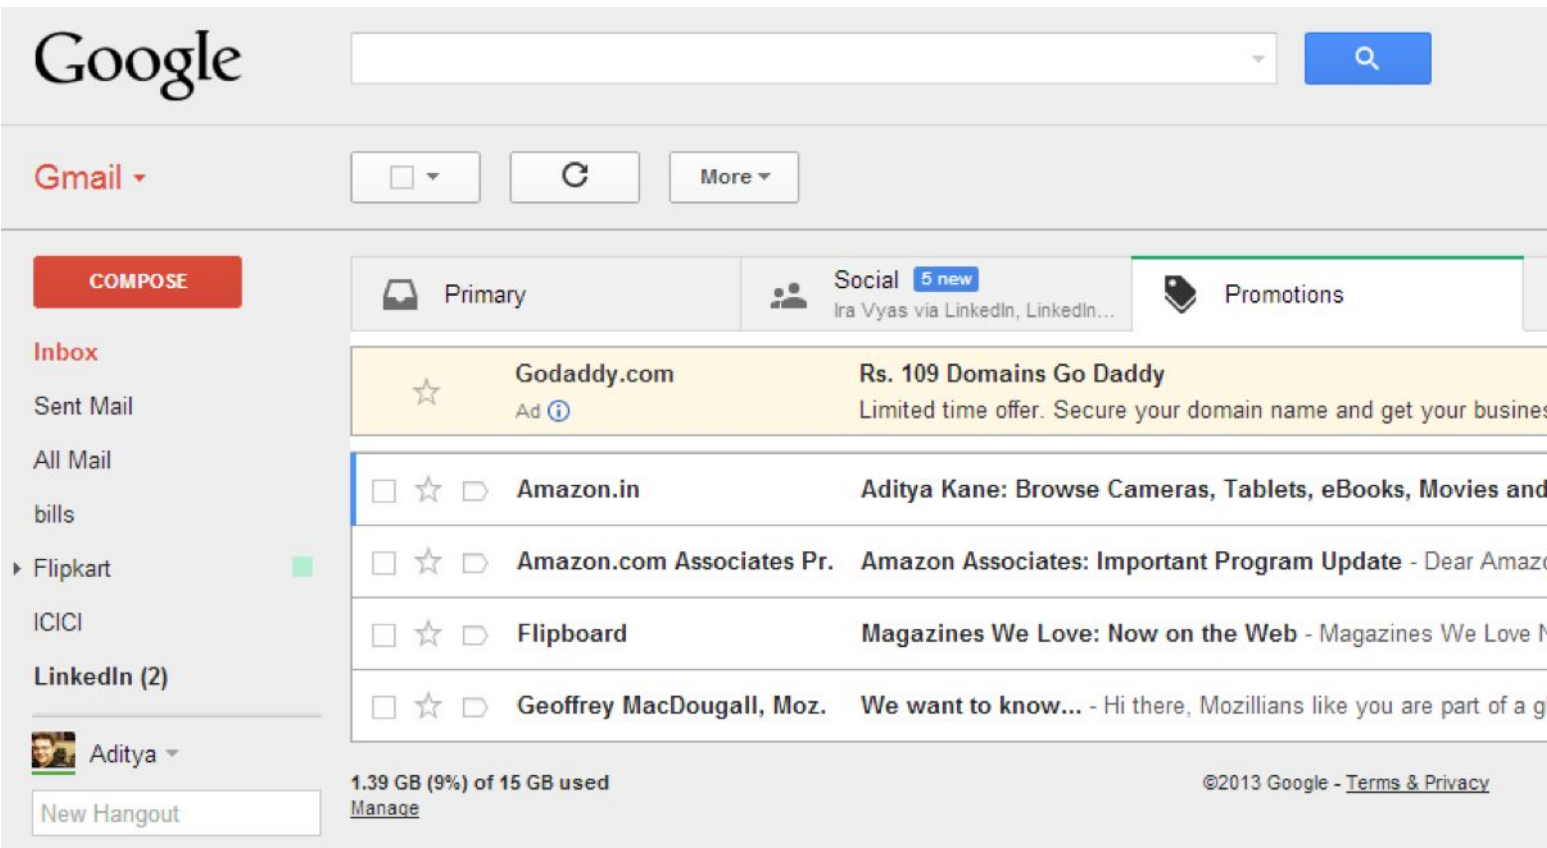 Google
Gmail
More
COMPOSE
Inbox
Sent Mail
All Mail
bills
Flipkart
ICICI
LinkedIn (2)
Aditya
New Hangout
Primary
Social 5 new
Ira Vyas via LinkedIn, LinkedIn...
Promotions
Godaddy.com Rs. 109 Domains Go Daddy
Ad Limited time offer. Secure your domain name and get your busines
Amazon.in Aditya Kane: Browse Cameras, Tablets, eBooks, Movies and
Amazon.com Associates Pr. Amazon Associates: Important Program Update - Dear Amazo
Flipboard Magazines We Love: Now on the Web - Magazines We Love N
Geoffrey MacDougall, Moz. We want to know... - Hi there, Mozillians like you are part of a g
1.39 GB (9%) of 15 GB used
Manage
©2013 Google - Terms & Privacy